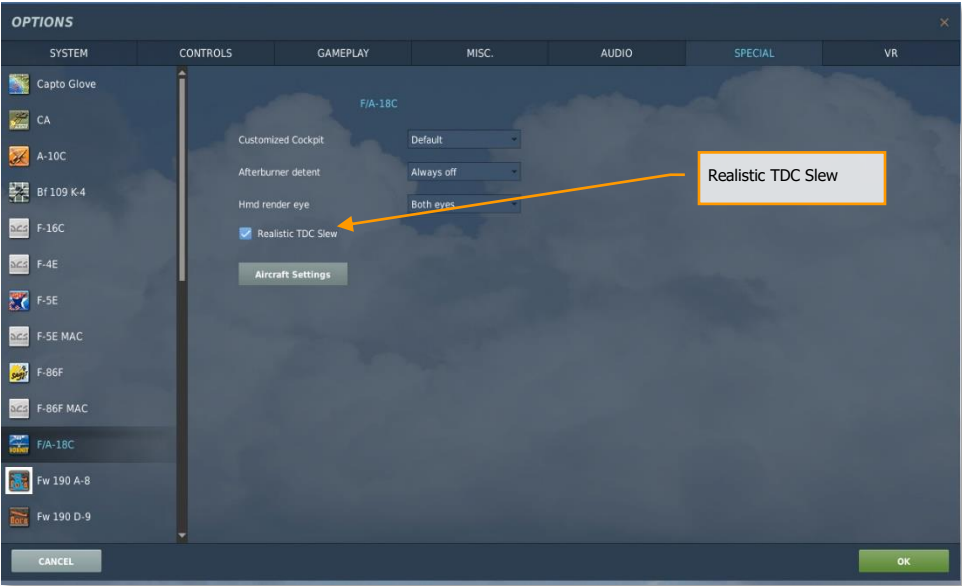 OPTIONS
SYSTEM CONTROLS GAMEPLAY MISC. AUDIO SPECIAL VR
Capto Glove
CA
A-10C
Bf 109 K-4
F-16C
F-4E
F-5E
F-5E MAC
F-86F
F-86F MAC
F/A-18C
Fw 190 A-8
Fw 190 D-9
F/A-18C
Customized Cockpit Default
Afterburner detent Always off
Hmd render eye Both eyes
Realistic TDC Slew
Aircraft Settings
Realistic TDC Slew
CANCEL OK